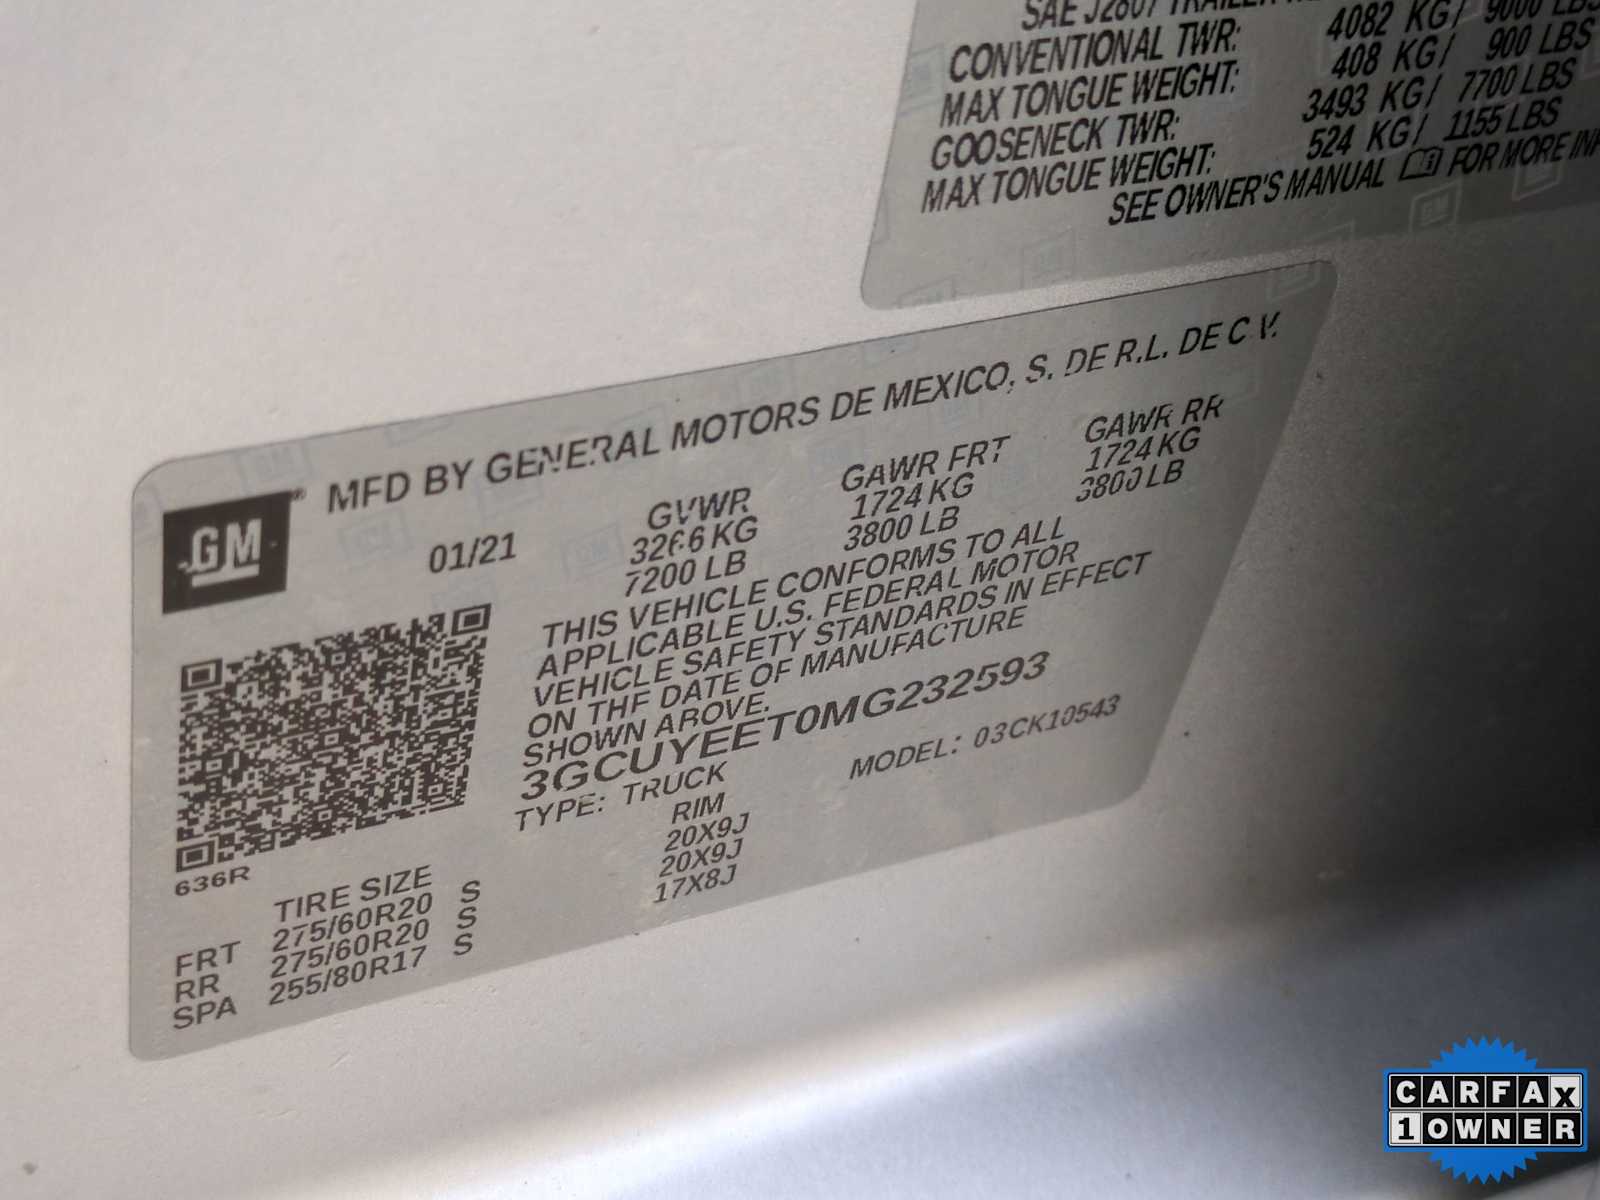 SAE J2807 TRAILER
CONVENTIONAL TWR: 4082 KG/ 9000 LBS
MAX TONGUE WEIGHT: 408 KG/ 900 LBS
GOOSENECK TWR: 3493 KG/ 7700 LBS
MAX TONGUE WEIGHT: 524 KG/ 1155 LBS
SEE OWNER'S MANUAL FOR MORE INF
GM
MFD BY GENERAL MOTORS DE MEXICO, S. DE R.L. DE C.V.
01/21 GVWR GAWR FRT GAWR RR
3266 KG 1724 KG 1724 KG
7200 LB 3800 LB 3800 LB
THIS VEHICLE CONFORMS TO ALL
APPLICABLE U.S. FEDERAL MOTOR
VEHICLE SAFETY STANDARDS IN EFFECT
ON THE DATE OF MANUFACTURE
SHOWN ABOVE.
3GCUYEET0MG232593
TYPE: TRUCK MODEL: 03CK10543
636R
TIRE SIZE RIM
FRT 275/60R20 S 20X9J
RR 275/60R20 S 20X9J
SPA 255/80R17 S 17X8J
CARFAX
1 OWNER